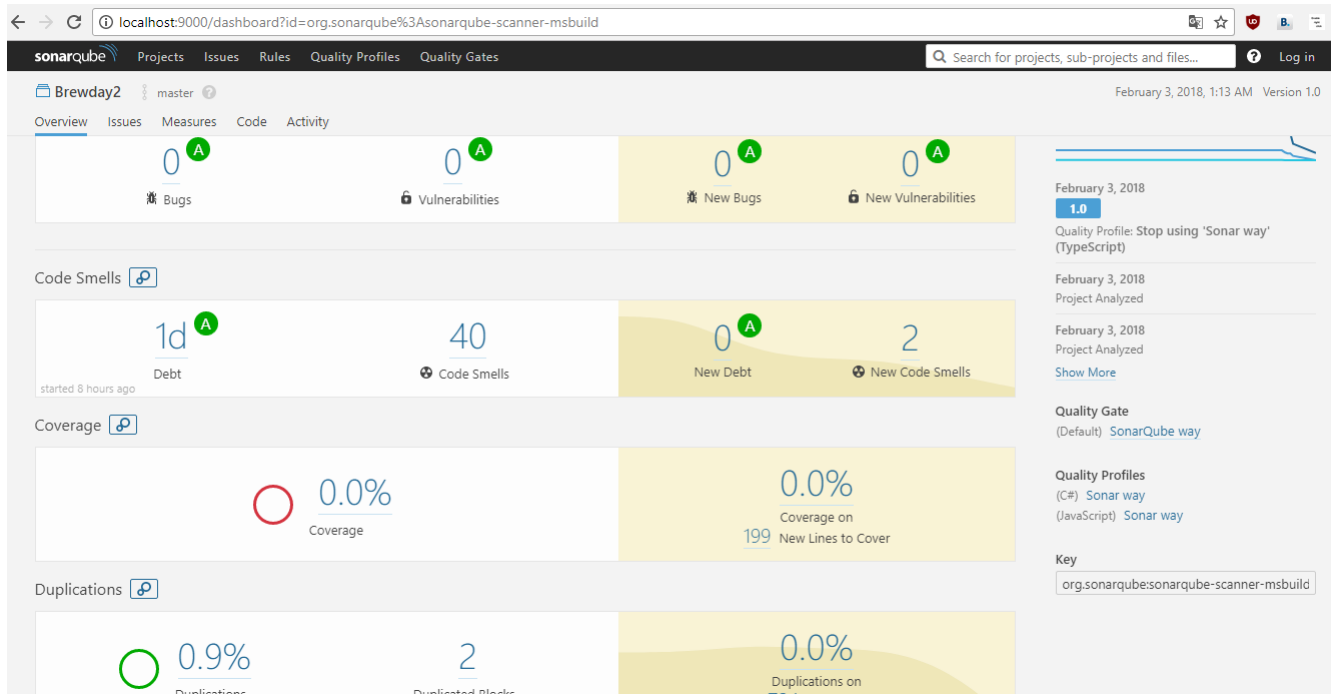 localhost:9000/dashboard?id=org.sonarqube%3Asonarqube-scanner-msbuild
B.
sonarqube Projects Issues Rules Quality Profiles Quality Gates Search for projects, sub-projects and files... ? Log in
Brewday2 master ? February 3, 2018, 1:13 AM Version 1.0
Overview Issues Measures Code Activity
0 A 0 A 0 A 0 A
Bugs Vulnerabilities New Bugs New Vulnerabilities
Code Smells
1d A 40 0 A 2
Debt Code Smells New Debt New Code Smells
started 8 hours ago
Coverage
0.0% 0.0%
Coverage Coverage on
199 New Lines to Cover
Duplications
0.9% 2 0.0%
Duplications Duplicated Blocks Duplications on
February 3, 2018
1.0
Quality Profile: Stop using 'Sonar way'
(TypeScript)
February 3, 2018
Project Analyzed
February 3, 2018
Project Analyzed
Show More
Quality Gate
(Default) SonarQube way
Quality Profiles
(C#) Sonar way
(JavaScript) Sonar way
Key
org.sonarqube:sonarqube-scanner-msbuild